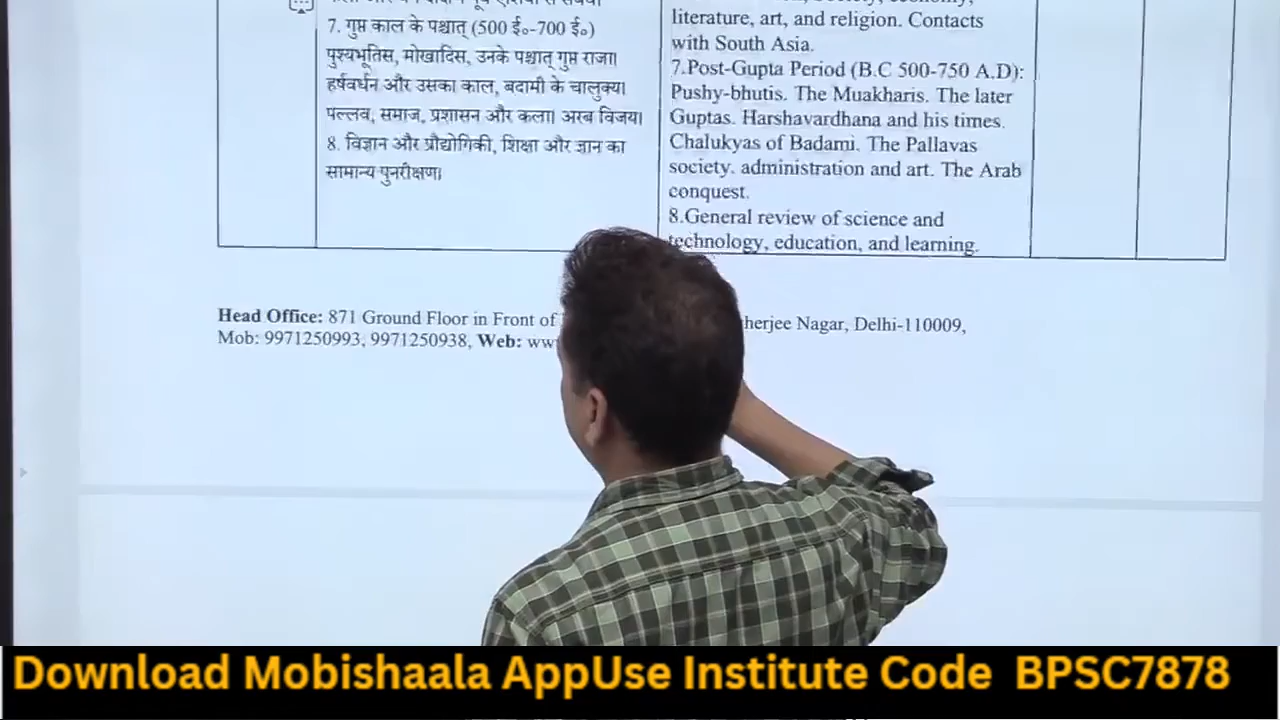 7. गुप्त काल के पश्चात् (500 ई०-700 ई०)
पुश्यभूतिस, मोखादिस, उनके पश्चात् गुप्त राजा।
हर्षवर्धन और उसका काल, बदामी के चालुक्य।
पल्लव, समाज, प्रशासन और कला। अरब विजय।
8. विज्ञान और प्रौद्योगिकी, शिक्षा और ज्ञान का
सामान्य पुनरीक्षण।
literature, art, and religion. Contacts
with South Asia.
7.Post-Gupta Period (B.C 500-750 A.D):
Pushy-bhutis. The Muakharis. The later
Guptas. Harshavardhana and his times.
Chalukyas of Badami. The Pallavas
society. administration and art. The Arab
conquest.
8.General review of science and
technology, education, and learning.
Head Office: 871 Ground Floor in Front of herjee Nagar, Delhi-110009,
Mob: 9971250993, 9971250938, Web: ww
Download Mobishaala AppUse Institute Code BPSC7878